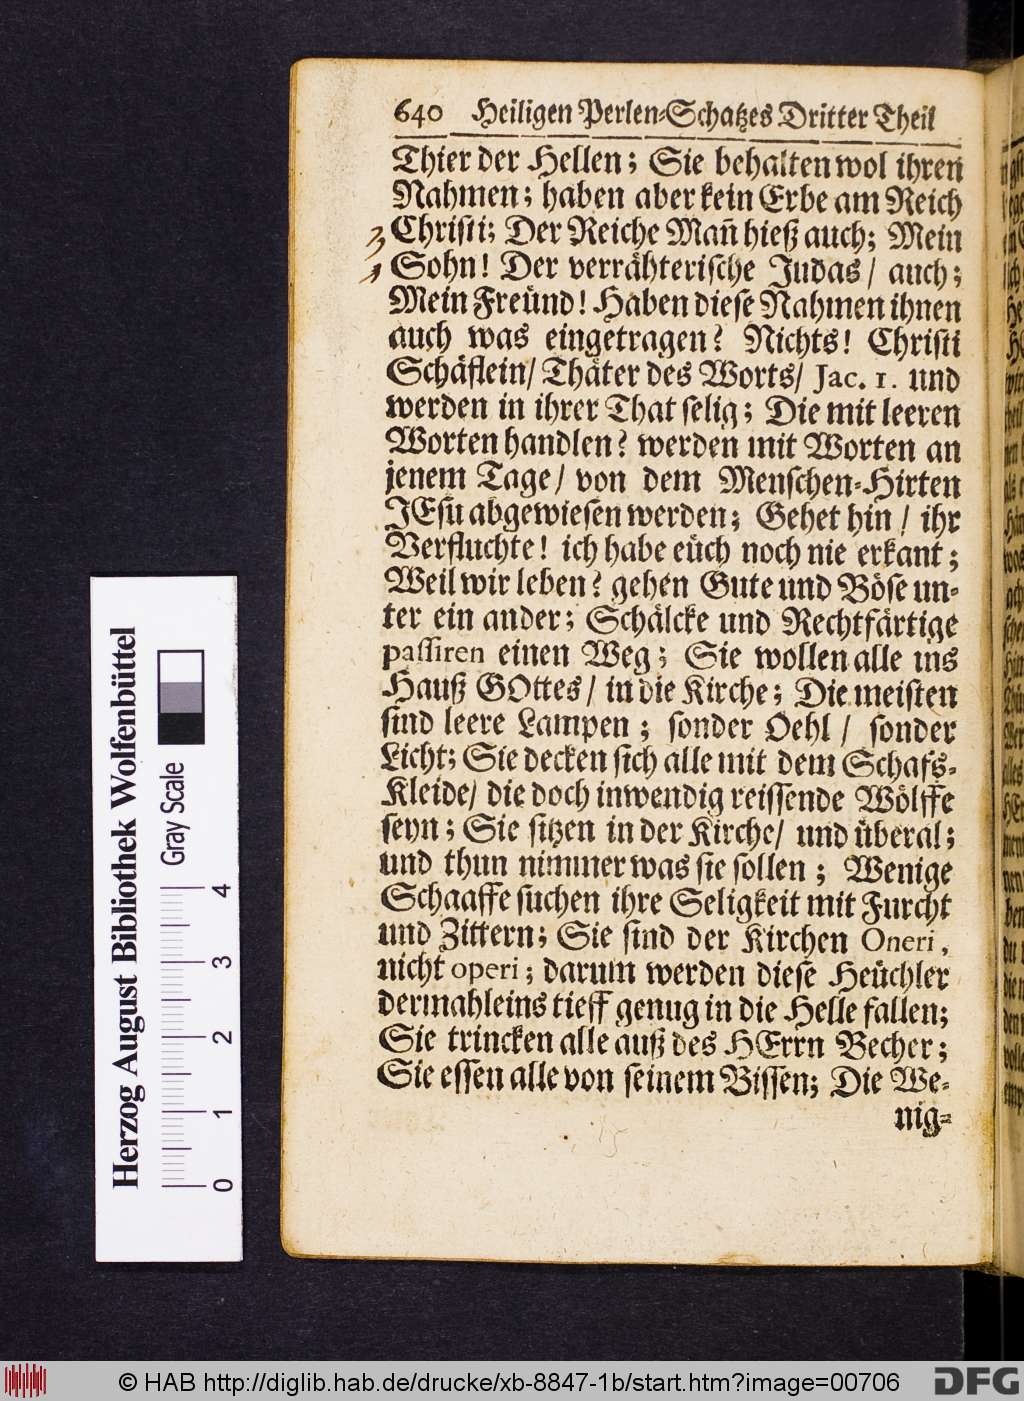 640 Heiligen Perlen-Schatzes Dritter Theil
Thier der Hellen; Sie behalten wol ihren
Nahmen; haben aber kein Erbe am Reich
Christi; Der Reiche Man̄ hieß auch; Mein
Sohn! Der verrähterische Judas/ auch;
Mein Freünd! Haben diese Nahmen ihnen
auch was eingetragen? Nichts! Christi
Schäflein/ Thäter des Worts/ Jac. 1. und
werden in ihrer That selig; Die mit leeren
Worten handlen? werden mit Worten an
jenem Tage/ von dem Menschen-Hirten
JEsu abgewiesen werden; Gehet hin/ ihr
Verfluchte! ich habe eüch noch nie erkant;
Weil wir leben? gehen Gute und Böse un-
ter ein ander; Schälcke und Rechtfärtige
passiren einen Weg; Sie wollen alle ins
Hauß GOttes/ in die Kirche; Die meisten
sind leere Lampen; sonder Oehl/ sonder
Licht; Sie decken sich alle mit dem Schafs-
Kleide/ die doch inwendig reissende Wölffe
seyn; Sie sitzen in der Kirche/ und überal;
und thun nimmer was sie sollen; Wenige
Schaaffe suchen ihre Seligkeit mit Furcht
und Zittern; Sie sind der Kirchen Oneri,
nicht operi; darum werden diese Heüchler
dermahleins tieff genug in die Helle fallen;
Sie trincken alle auß des HErrn Becher;
Sie essen alle von seinem Bissen; Die We-
nig-
Herzog August Bibliothek Wolfenbüttel
Gray Scale
0 1 2 3 4
© HAB http://diglib.hab.de/drucke/xb-8847-1b/start.htm?image=00706
DFG